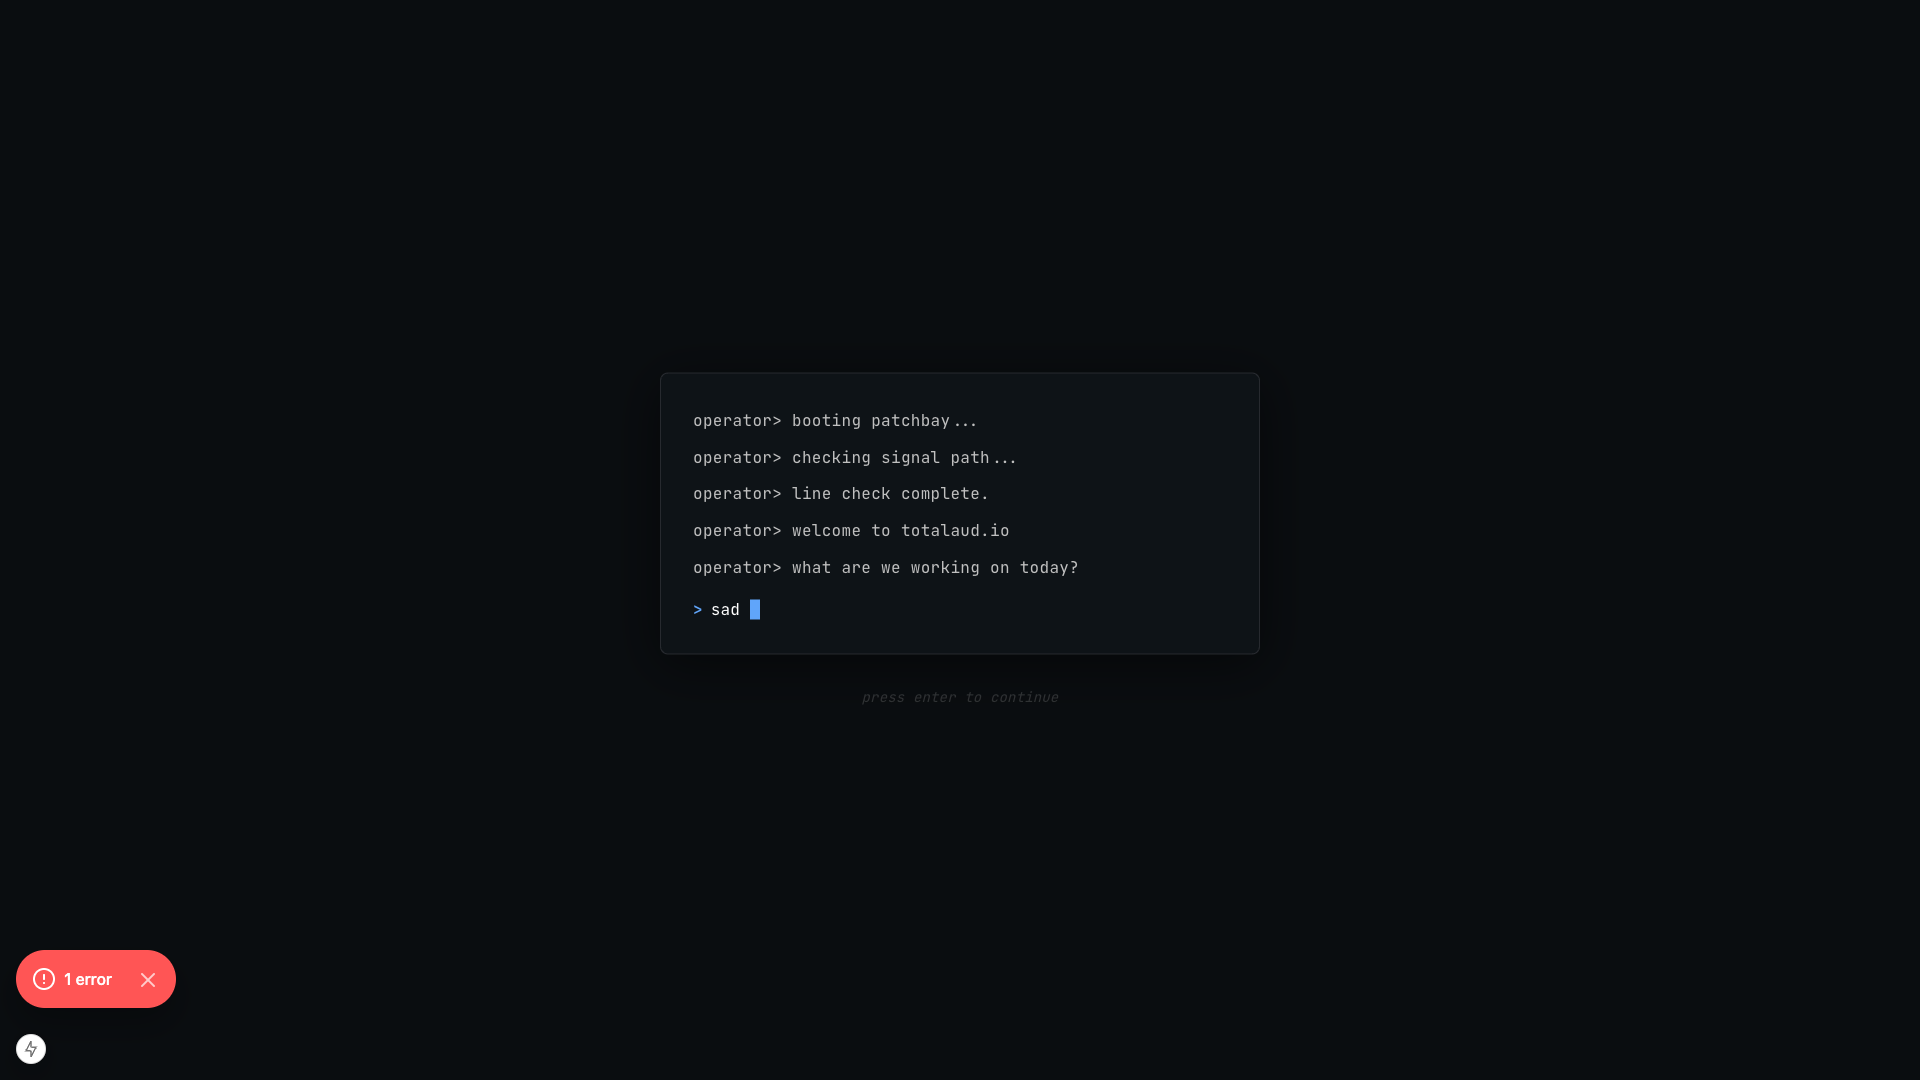 operator> booting patchbay...
operator> checking signal path...
operator> line check complete.
operator> welcome to totalaud.io
operator> what are we working on today?
> sad
press enter to continue
1 error